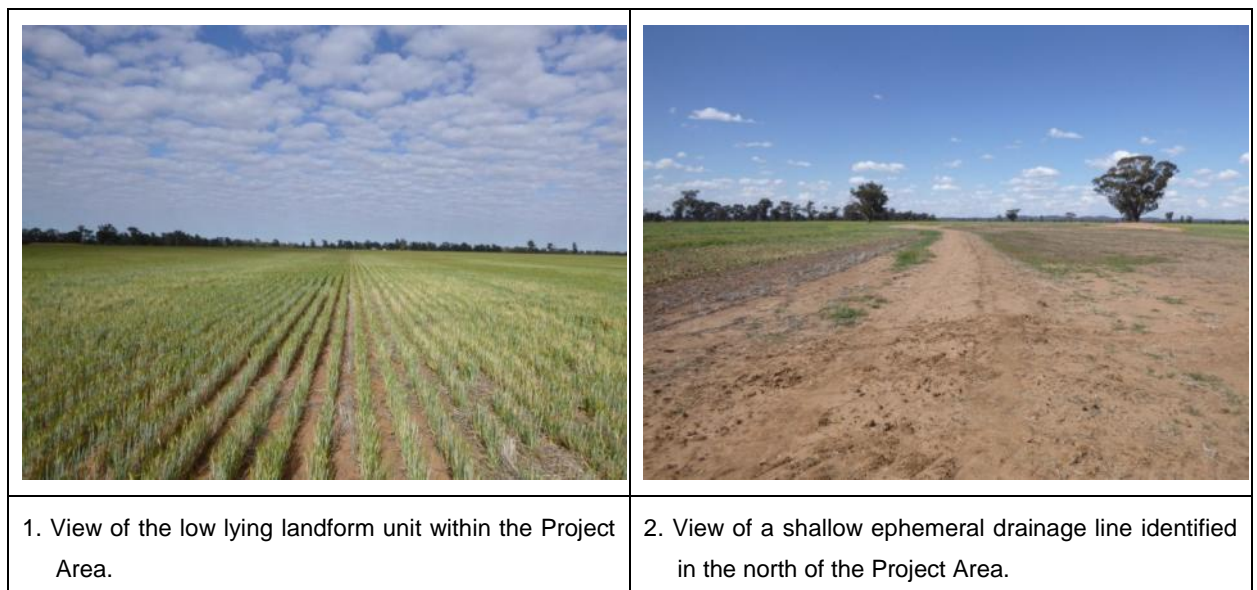 1. View of the low lying landform unit within the Project
Area.
2. View of a shallow ephemeral drainage line identified
in the north of the Project Area.